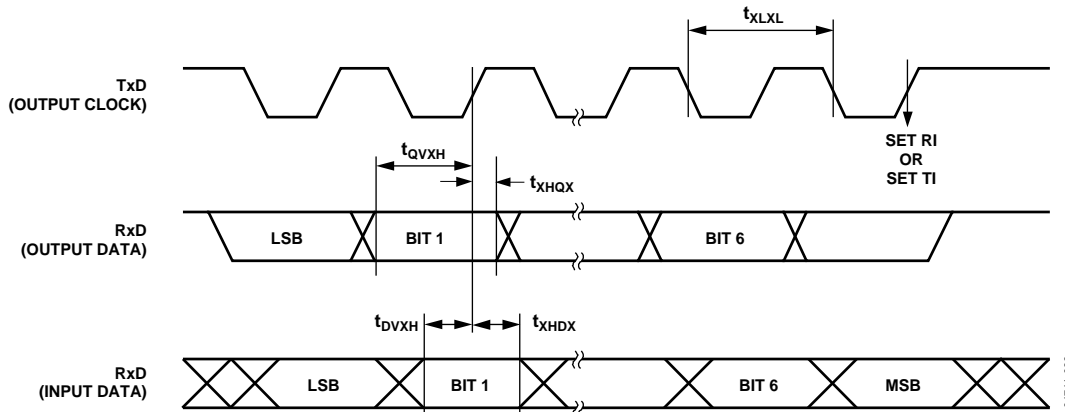 tXLXL
TxD
(OUTPUT CLOCK)
SET RI
OR
SET TI
tQVXH
tXHQX
RxD
(OUTPUT DATA)
LSB
BIT 1
BIT 6
tDVXH
tXHDX
RxD
(INPUT DATA)
LSB
BIT 1
BIT 6
MSB